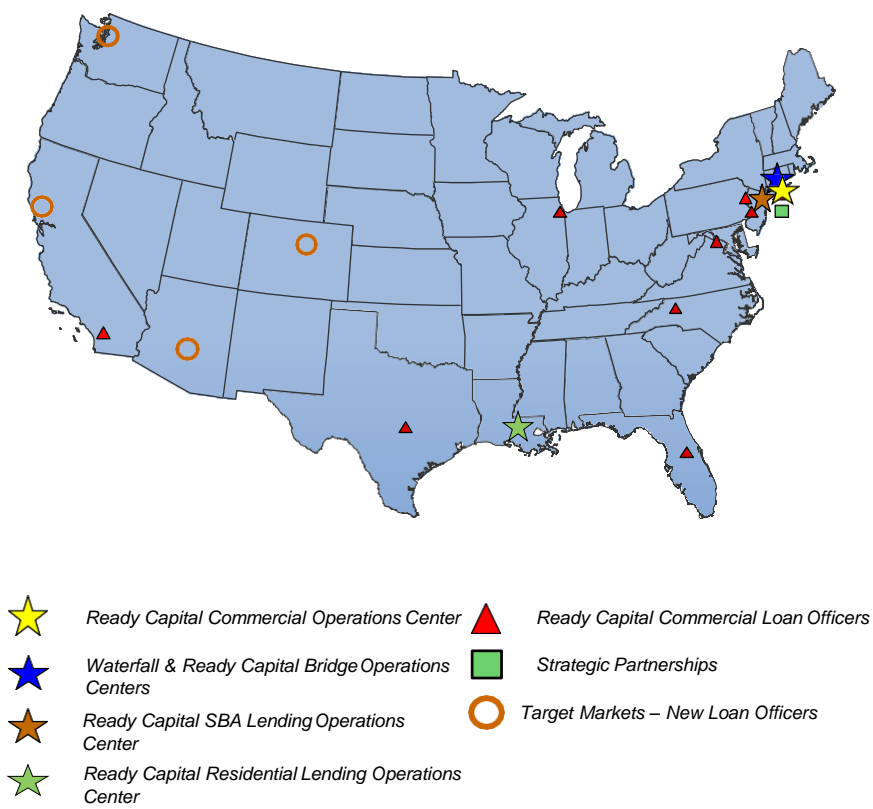 Ready Capital Commercial Operations Center
Waterfall & Ready Capital Bridge Operations
Centers
Ready Capital SBA Lending Operations
Center
Ready Capital Residential Lending Operations
Center
Ready Capital Commercial Loan Officers
Strategic Partnerships
Target Markets – New Loan Officers